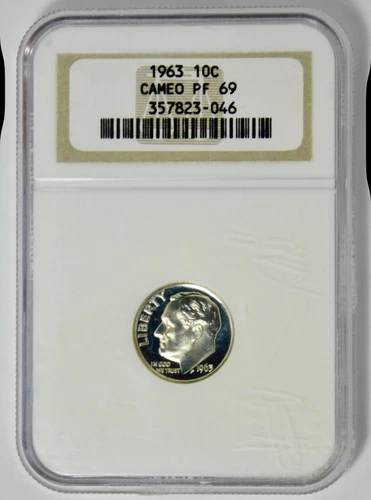 1963 10C
CAMEO PF 69
357823-046
LIBERTY
IN GOD
WE TRUST
1963